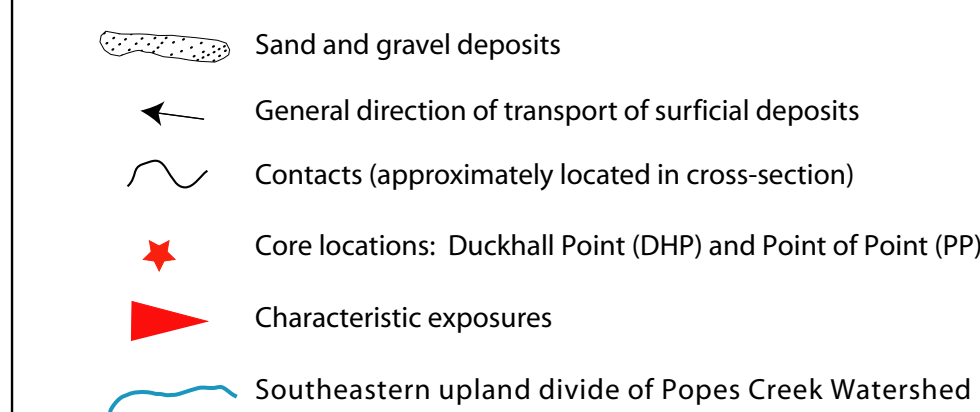 Sand and gravel deposits
General direction of transport of surficial deposits
Contacts (approximately located in cross-section)
Core locations: Duckhall Point (DHP) and Point of Point (PP)
Characteristic exposures
Southeastern upland divide of Popes Creek Watershed